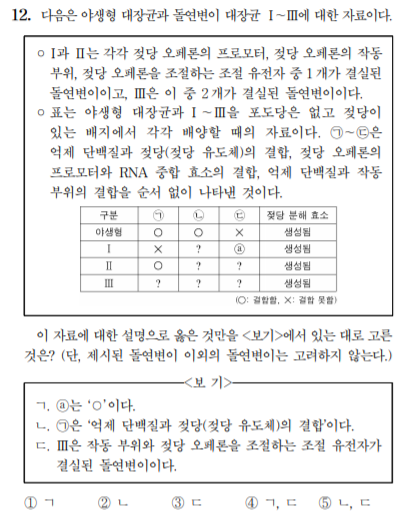 12. 다음은 야생형 대장균과 돌연변이 대장균 Ⅰ~Ⅲ에 대한 자료이다.
○ Ⅰ과 Ⅱ는 각각 젖당 오페론의 프로모터, 젖당 오페론의 작동
부위, 젖당 오페론을 조절하는 조절 유전자 중 1개가 결실된
돌연변이이고, Ⅲ은 이 중 2개가 결실된 돌연변이이다.
○ 표는 야생형 대장균과 Ⅰ~Ⅲ을 포도당은 없고 젖당이
있는 배지에서 각각 배양할 때의 자료이다. ㉠~㉢은
억제 단백질과 젖당(젖당 유도체)의 결합, 젖당 오페론의
프로모터와 RNA 중합 효소의 결합, 억제 단백질과 작동
부위의 결합을 순서 없이 나타낸 것이다.
구분 ㉠ ㉡ ㉢ 젖당 분해 효소
야생형 ○ ○ × 생성됨
Ⅰ × ? ⓐ 생성됨
Ⅱ ○ ? ? 생성됨
Ⅲ ? ? ? 생성됨
(○: 결합함, ×: 결합 못함)
이 자료에 대한 설명으로 옳은 것만을 <보기>에서 있는 대로 고른
것은? (단, 제시된 돌연변이 이외의 돌연변이는 고려하지 않는다.)
<보 기>
ㄱ. ⓐ는 ‘○’이다.
ㄴ. ㉠은 ‘억제 단백질과 젖당(젖당 유도체)의 결합’이다.
ㄷ. Ⅲ은 작동 부위와 젖당 오페론을 조절하는 조절 유전자가
결실된 돌연변이이다.
① ㄱ ② ㄴ ③ ㄷ ④ ㄱ, ㄷ ⑤ ㄴ, ㄷ